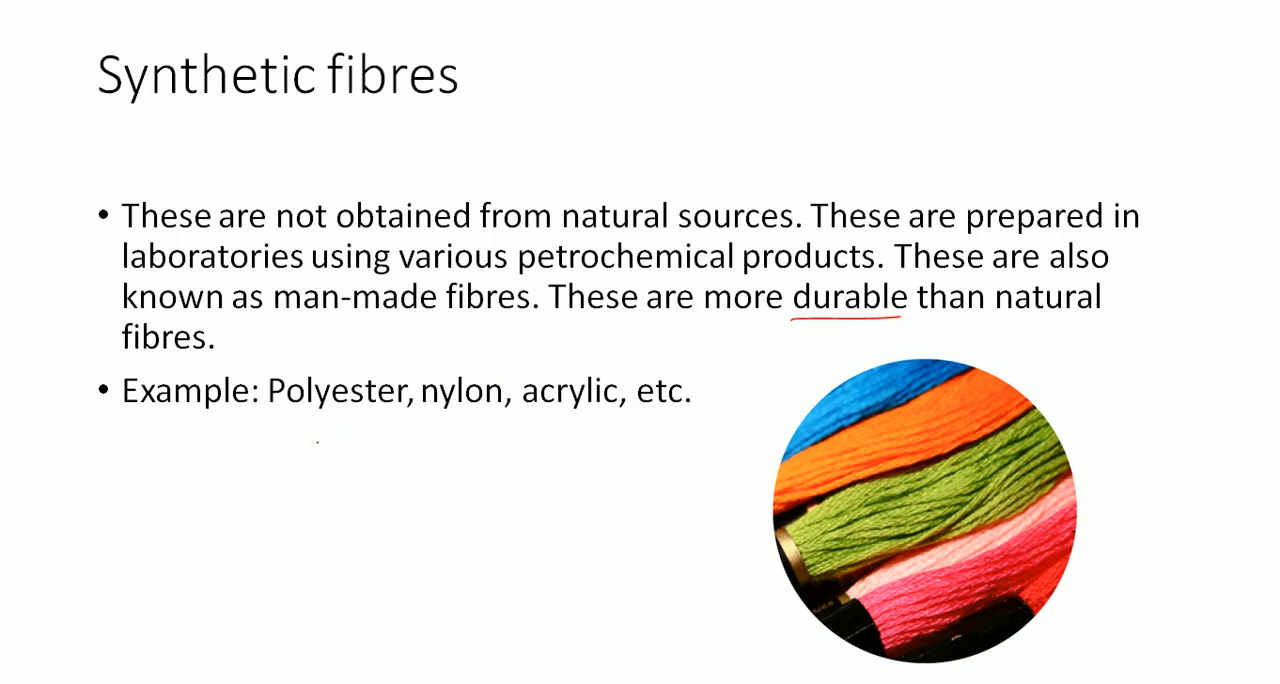 Synthetic fibres
• These are not obtained from natural sources. These are prepared in
laboratories using various petrochemical products. These are also
known as man-made fibres. These are more durable than natural
fibres.
• Example: Polyester, nylon, acrylic, etc.